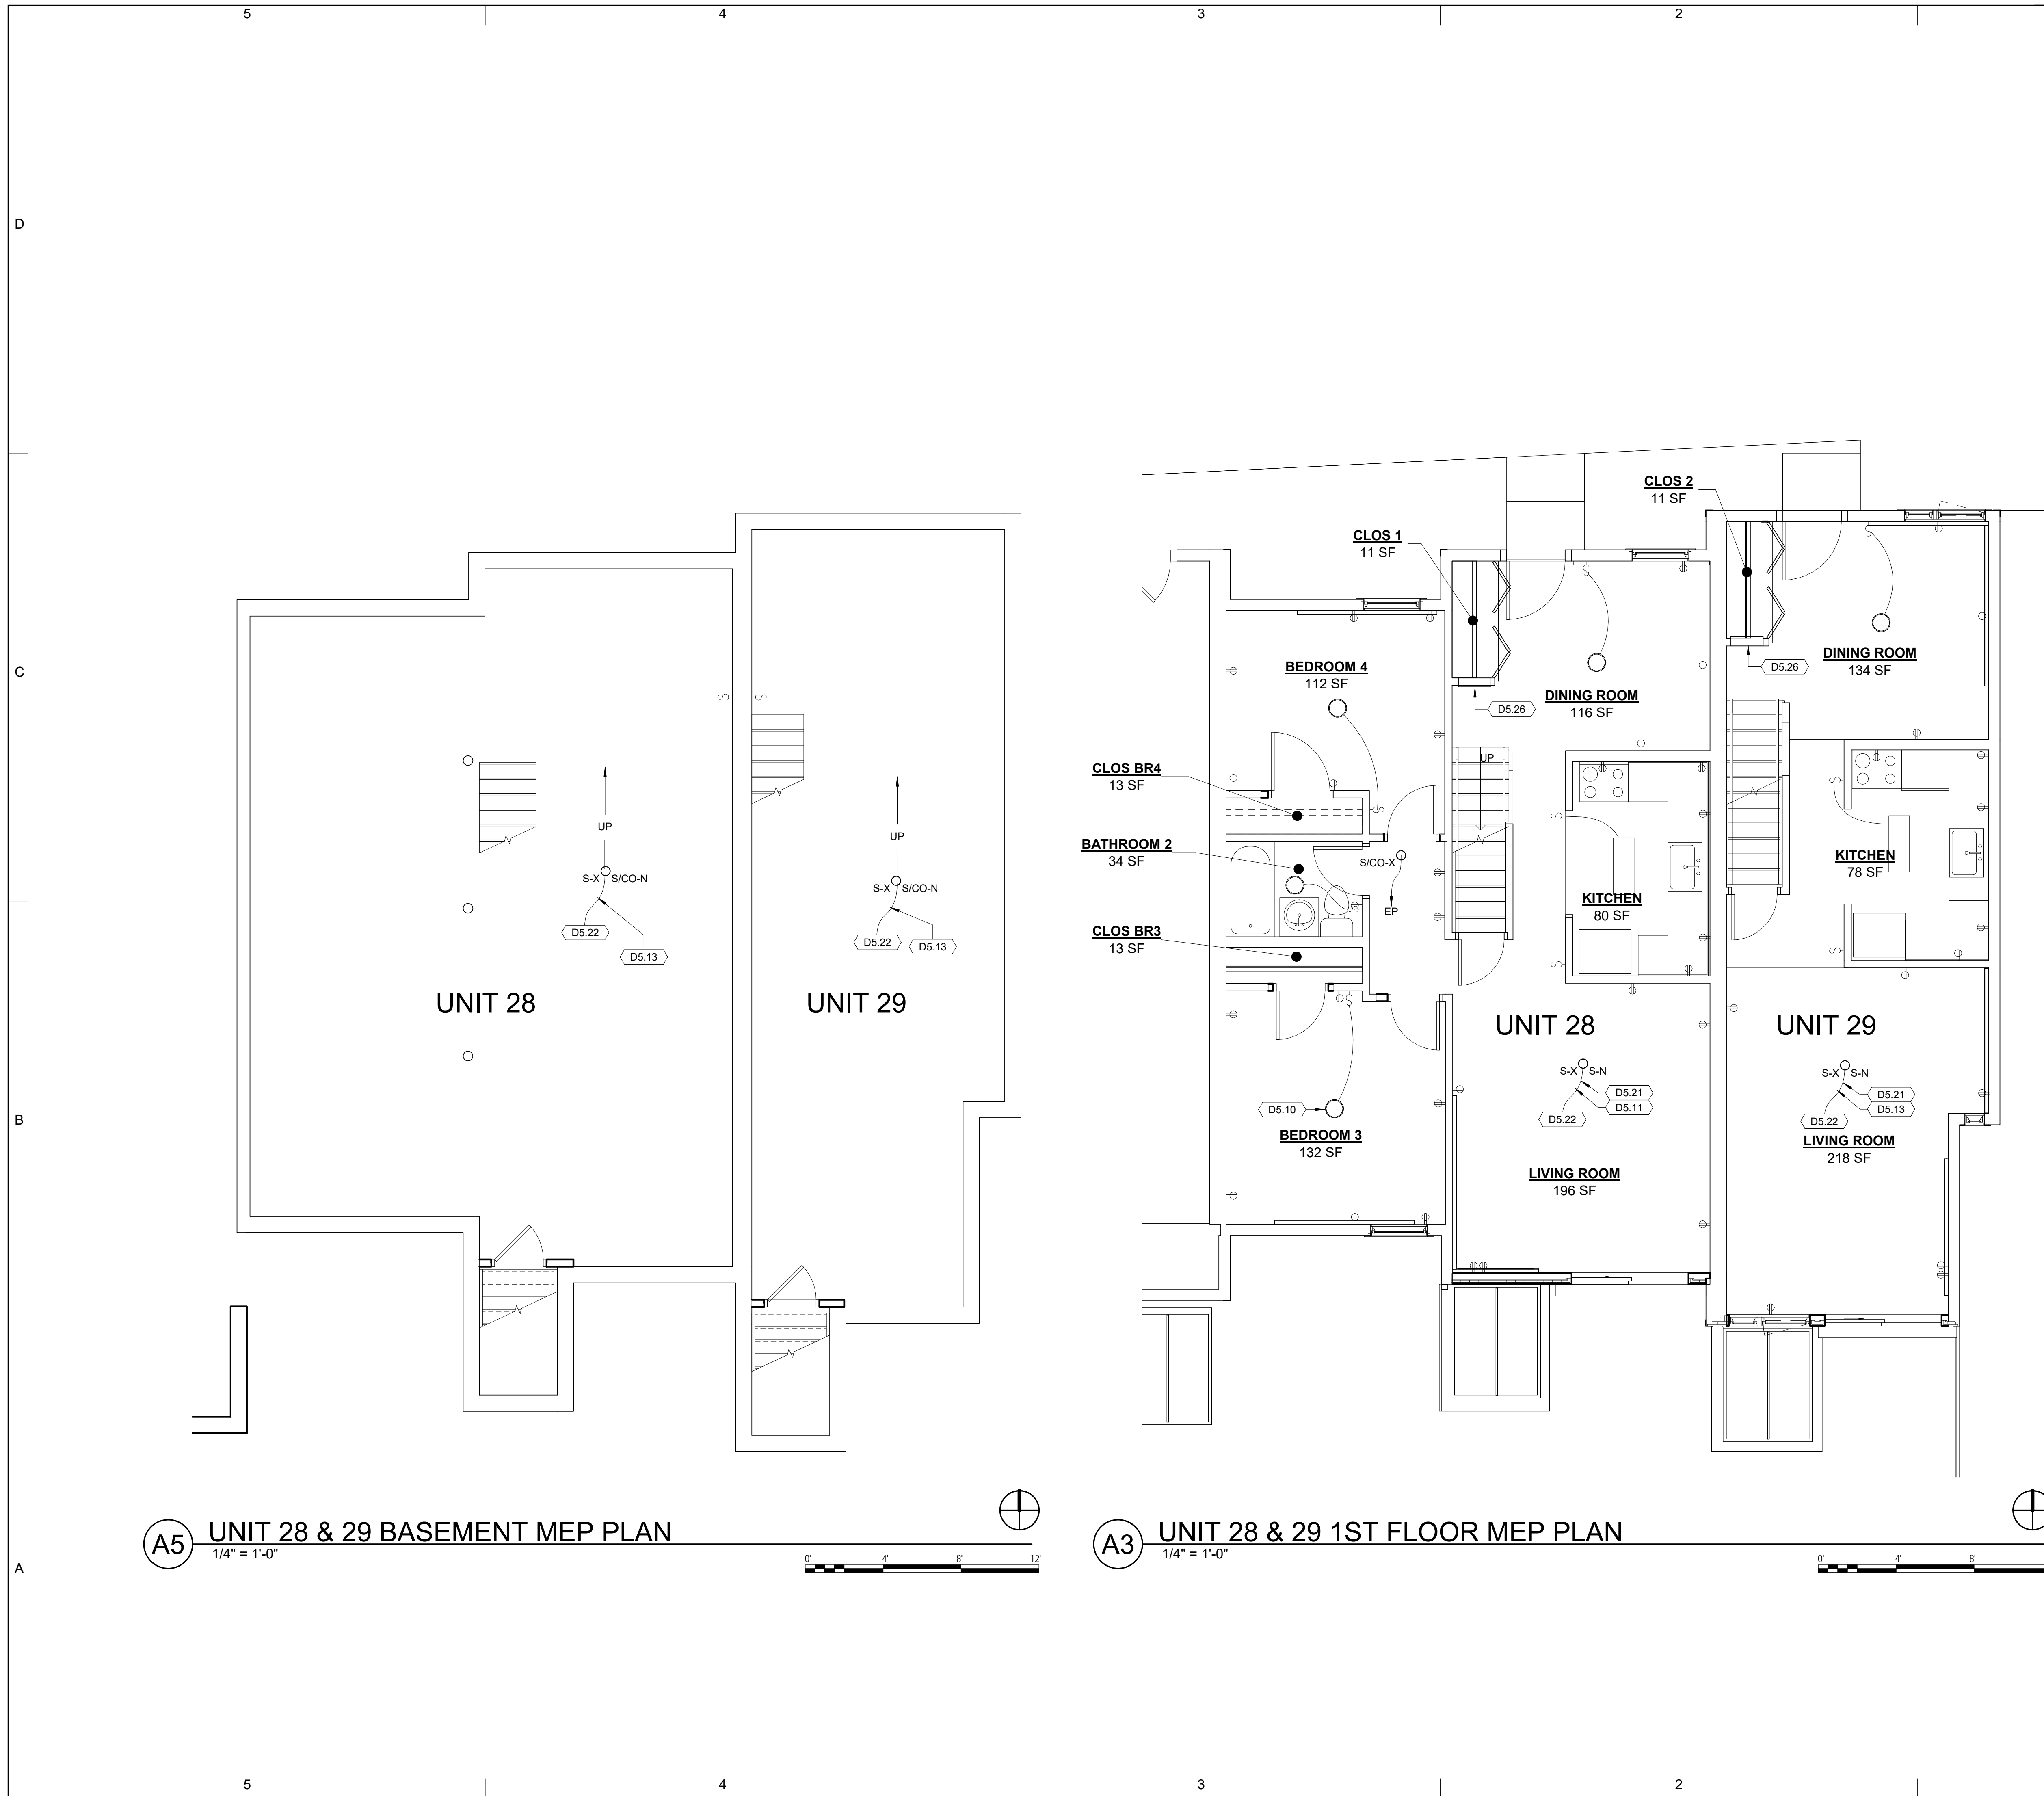 5
4
3
2
D
C
B
A
UP
S-X
S/CO-N
D5.22
D5.13
UNIT 28
UP
S-X
S/CO-N
D5.22
D5.13
UNIT 29
A5
UNIT 28 & 29 BASEMENT MEP PLAN
1/4" = 1'-0"
0'
4'
8'
12'
CLOS 2
11 SF
CLOS 1
11 SF
BEDROOM 4
112 SF
DINING ROOM
116 SF
D5.26
DINING ROOM
134 SF
D5.26
CLOS BR4
13 SF
BATHROOM 2
34 SF
CLOS BR3
13 SF
UP
S/CO-X
EP
KITCHEN
80 SF
KITCHEN
78 SF
UNIT 28
UNIT 29
S-X
S-N
D5.21
D5.11
D5.22
S-X
S-N
D5.21
D5.13
D5.22
D5.10
BEDROOM 3
132 SF
LIVING ROOM
196 SF
LIVING ROOM
218 SF
A3
UNIT 28 & 29 1ST FLOOR MEP PLAN
1/4" = 1'-0"
0'
4'
8'
5
4
3
2